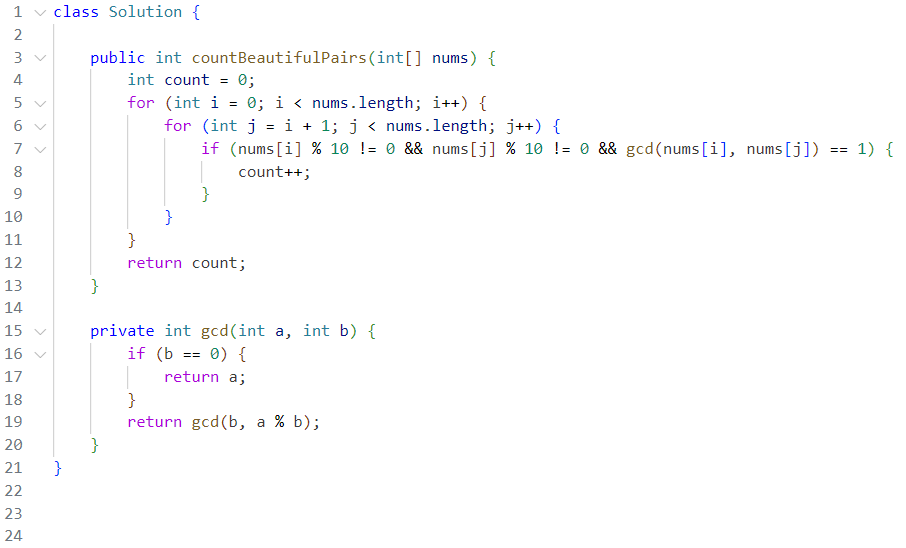 1 class Solution {
2
3 public int countBeautifulPairs(int[] nums) {
4 int count = 0;
5 for (int i = 0; i < nums.length; i++) {
6 for (int j = i + 1; j < nums.length; j++) {
7 if (nums[i] % 10 != 0 && nums[j] % 10 != 0 && gcd(nums[i], nums[j]) == 1) {
8 count++;
9 }
10 }
11 }
12 return count;
13 }
14
15 private int gcd(int a, int b) {
16 if (b == 0) {
17 return a;
18 }
19 return gcd(b, a % b);
20 }
21 }
22
23
24